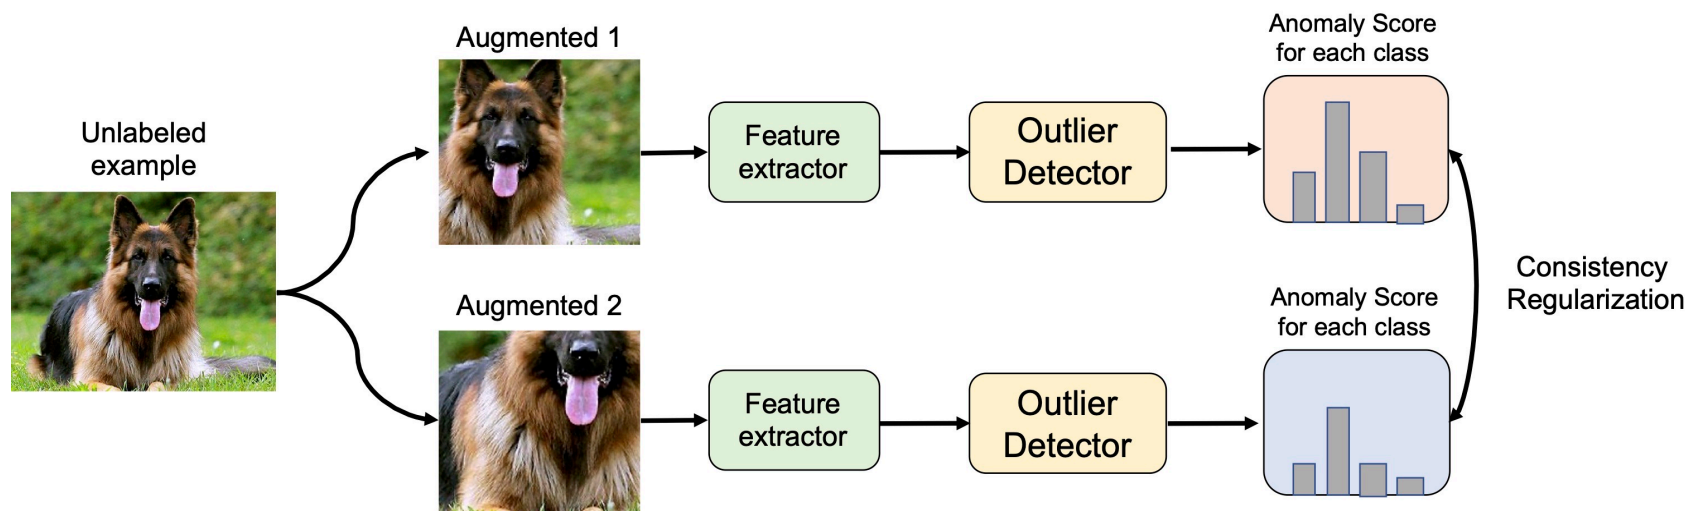 Unlabeled
example
Augmented 1
Feature
extractor
Outlier
Detector
Anomaly Score
for each class
Augmented 2
Feature
extractor
Outlier
Detector
Anomaly Score
for each class
Consistency
Regularization